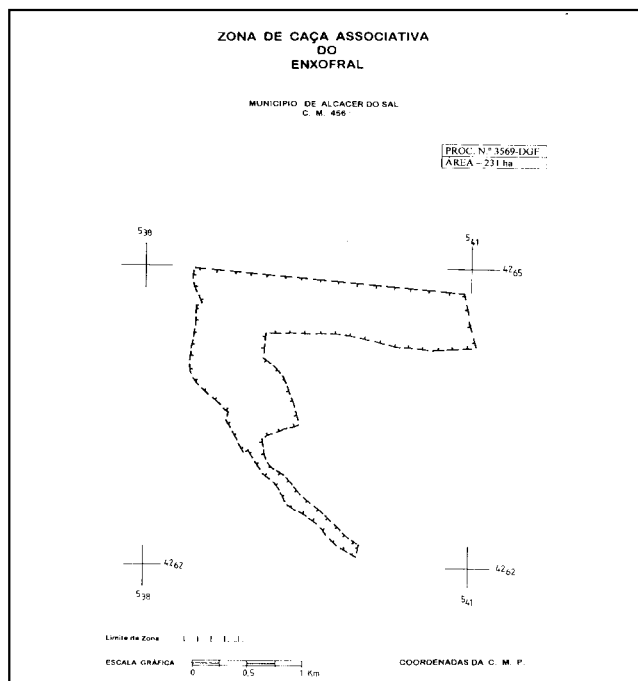 ZONA DE CAÇA ASSOCIATIVA
DO
ENXOFRAL
MUNICIPIO DE ALCACER DO SAL
C. M. 456
PROC. N.º 3569-DGF
AREA - 231 ha
538
541
4265
4262
4262
538
541
Limite da Zona
ESCALA GRÁFICA
0 0,5 1 Km
COORDENADAS DA C. M. P.